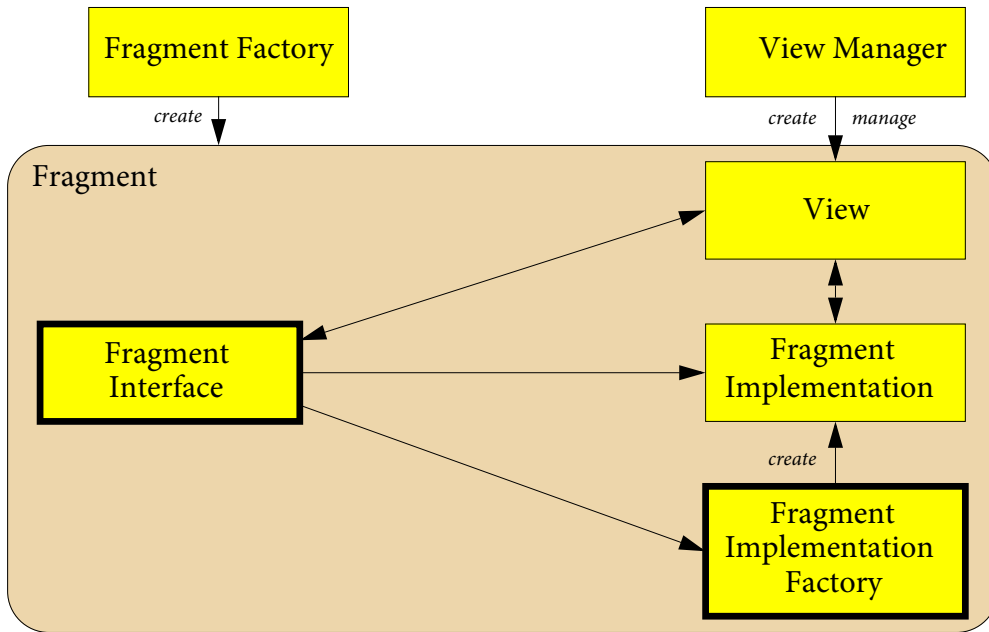 Fragment Factory
View Manager
create
create
manage
Fragment
View
Fragment
Interface
Fragment
Implementation
create
Fragment
Implementation
Factory